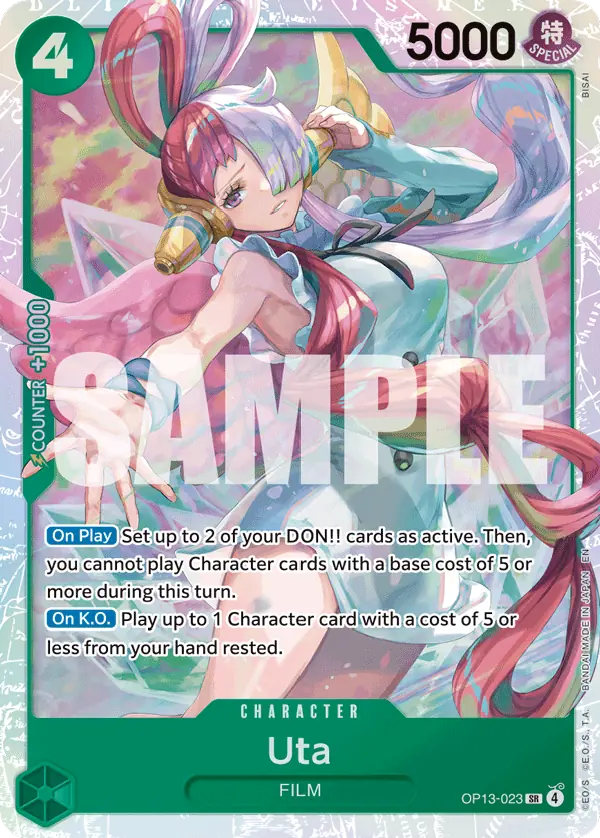 4
5000
特
SPECIAL
BISAI
COUNTER +1000
SAMPLE
On Play Set up to 2 of your DON!! cards as active. Then,
you cannot play Character cards with a base cost of 5 or
more during this turn.
On K.O. Play up to 1 Character card with a cost of 5 or
less from your hand rested.
CHARACTER
Uta
FILM
OP13-023 SR 4
©E.O./S. ©E.O./S., T.A. BANDAI MADE IN JAPAN EN